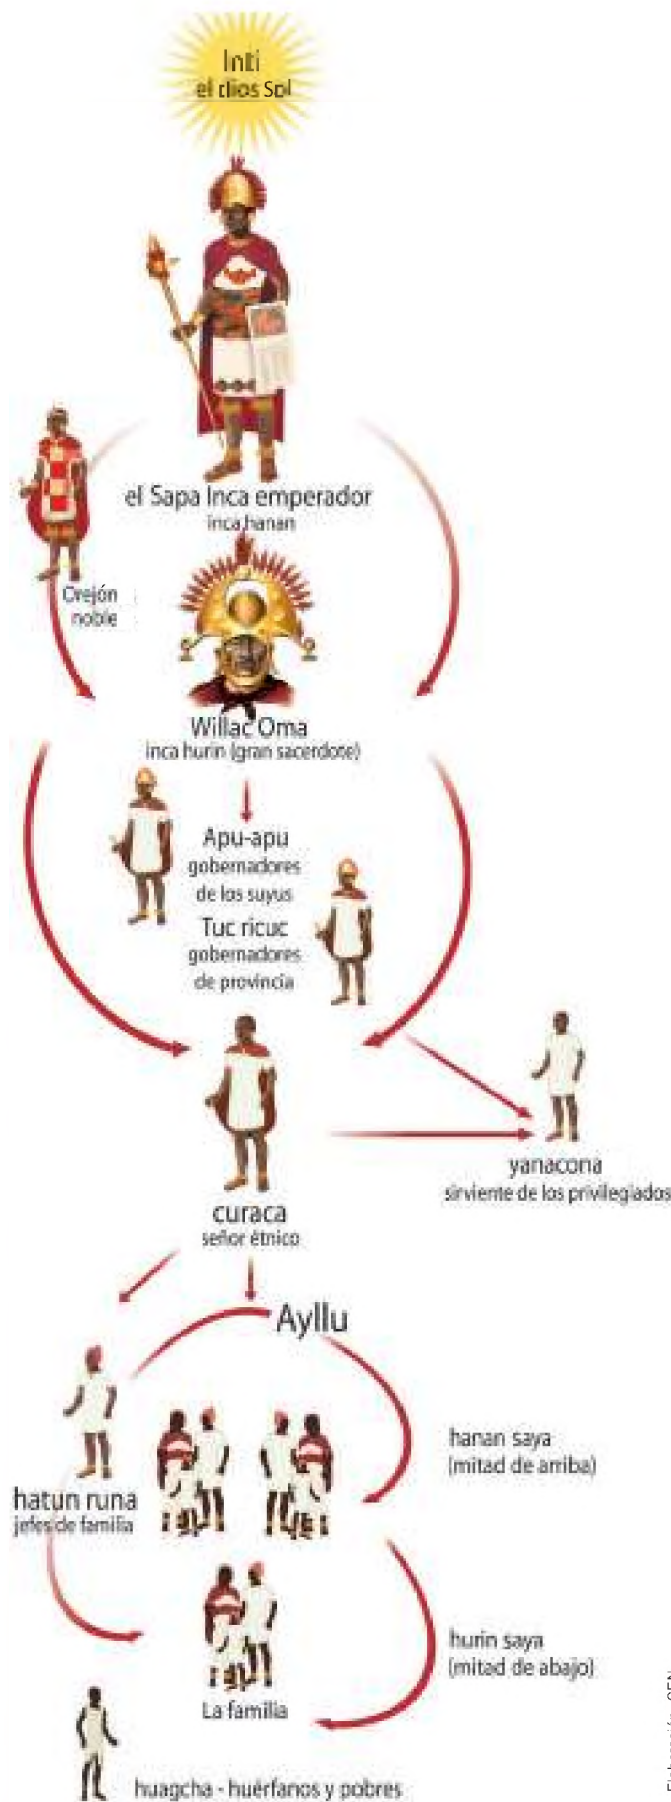 Inti
el dios Sol
el Sapa Inca emperador
inca hanan
Orejón
noble
Willac Oma
inca hurin (gran sacerdote)
Apu-apu
gobernadores
de los suyus
Tuc ricuc
gobernadores
de provincia
yanacona
sirviente de los privilegiados
curaca
señor étnico
Ayllu
hanan saya
(mitad de arriba)
hatun runa
jefes de familia
hurin saya
(mitad de abajo)
La familia
huagcha - huérfanos y pobres